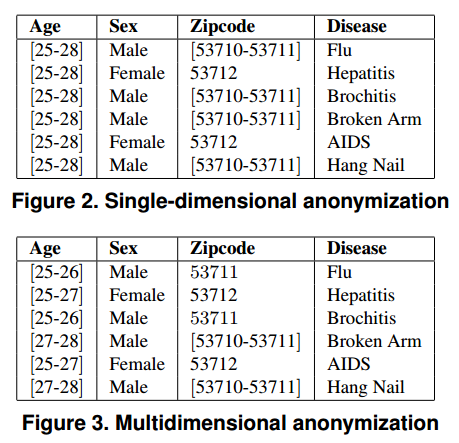 Age Sex Zipcode Disease
[25-28] Male [53710-53711] Flu
[25-28] Female 53712 Hepatitis
[25-28] Male [53710-53711] Brochitis
[25-28] Male [53710-53711] Broken Arm
[25-28] Female 53712 AIDS
[25-28] Male [53710-53711] Hang Nail
Figure 2. Single-dimensional anonymization
Age Sex Zipcode Disease
[25-26] Male 53711 Flu
[25-27] Female 53712 Hepatitis
[25-26] Male 53711 Brochitis
[27-28] Male [53710-53711] Broken Arm
[25-27] Female 53712 AIDS
[27-28] Male [53710-53711] Hang Nail
Figure 3. Multidimensional anonymization